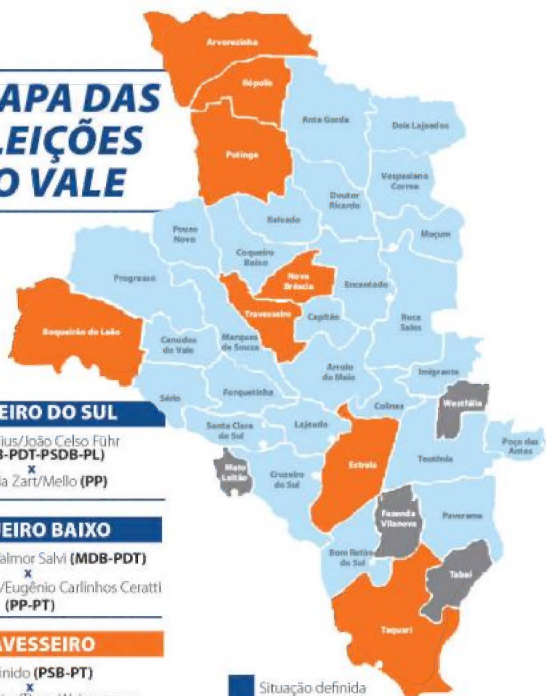 APA DAS
LEIÇÕES
O VALE
Arvorezinha
Ilópolis
Putinga
Anta Gorda
Dois Lajeados
Vespasiano
Correa
Doutor
Ricardo
Relvado
Muçum
Pouso
Novo
Coqueiro
Baixo
Nova
Bréscia
Encantado
Progresso
Travesseiro
Capitão
Roca
Sales
Boqueirão do Leão
Canudos
do Vale
Marques
de Souza
Arroio
do Meio
Imigrante
Sério
Forquetinha
Colinas
Westfália
Santa Clara
do Sul
Lajeado
Estrela
Teutônia
Poço das
Antas
Mato
Leitão
Cruzeiro
do Sul
Fazenda
Vilanova
Paverama
Bom Retiro
do Sul
Tabaí
Taquari
EIRO DO SUL
ius/João Celso Führ
B-PDT-PSDB-PL)
x
ia Zart/Mello (PP)
UEIRO BAIXO
almor Salvi (MDB-PDT)
x
/Eugênio Carlinhos Ceratti
(PP-PT)
AVESSEIRO
inido (PSB-PT)
x
Situação definida